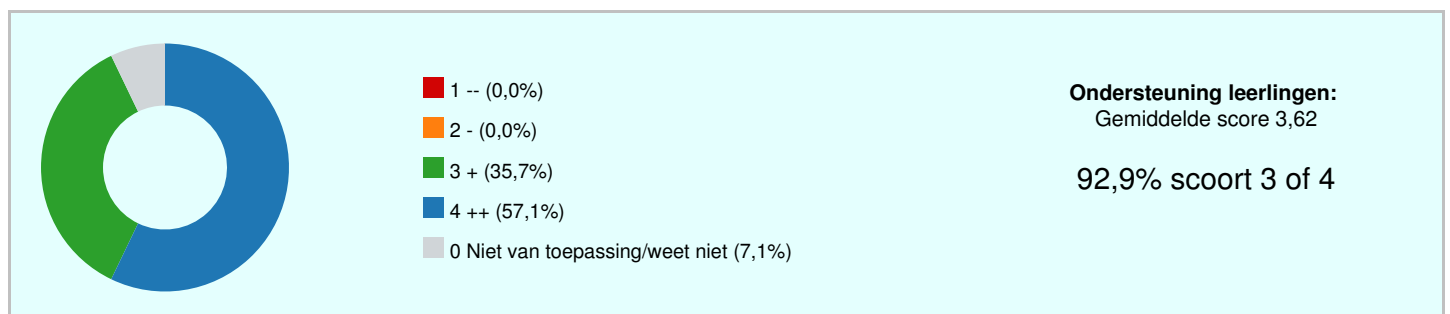 1 -- (0,0%)
2 - (0,0%)
3 + (35,7%)
4 ++ (57,1%)
0 Niet van toepassing/weet niet (7,1%)
Ondersteuning leerlingen:
Gemiddelde score 3,62
92,9% scoort 3 of 4